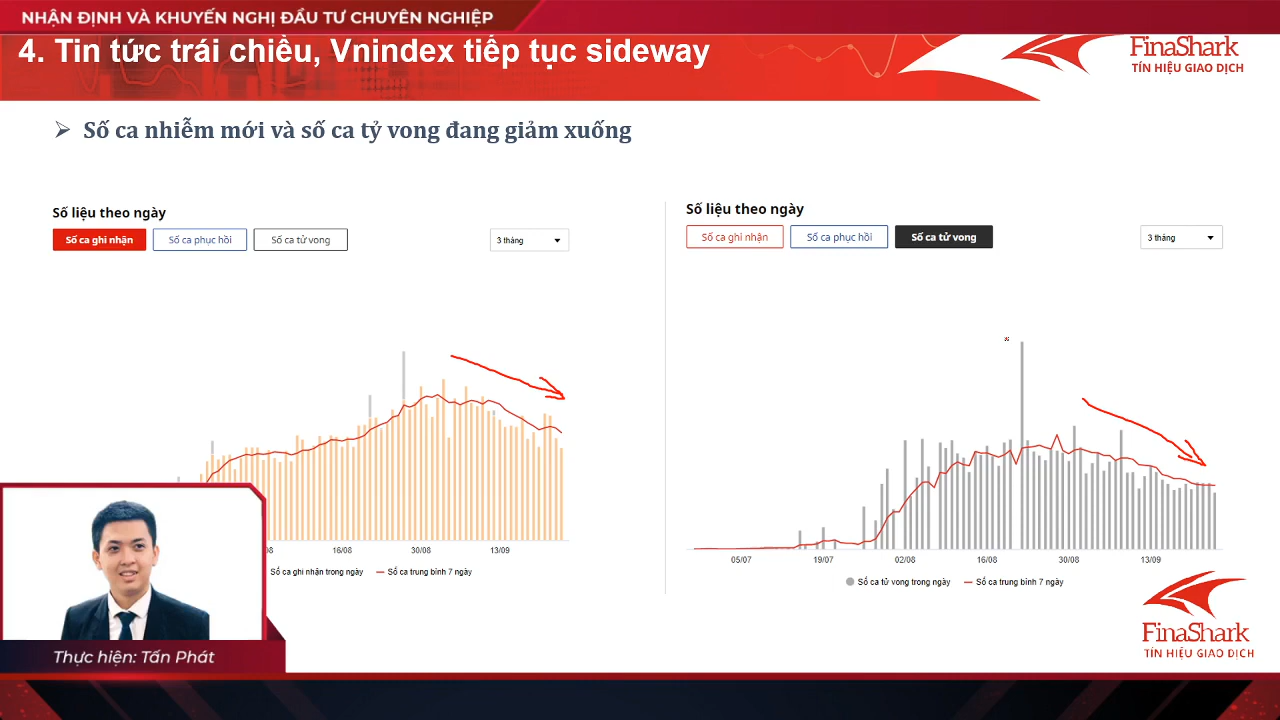 NHẬN ĐỊNH VÀ KHUYẾN NGHỊ ĐẦU TƯ CHUYÊN NGHIỆP
4. Tin tức trái chiều, Vnindex tiếp tục sideway
FinaShark
TÍN HIỆU GIAO DỊCH
Số ca nhiễm mới và số ca tỷ vong đang giảm xuống
Số liệu theo ngày
Số ca ghi nhận
Số ca phục hồi
Số ca tử vong
3 tháng
08
16/08
30/08
13/09
Số ca ghi nhận trong ngày
Số ca trung bình 7 ngày
Số liệu theo ngày
Số ca ghi nhận
Số ca phục hồi
Số ca tử vong
3 tháng
05/07
19/07
02/08
16/08
30/08
13/09
Số ca tử vong trong ngày
Số ca trung bình 7 ngày
Thực hiện: Tấn Phát
FinaShark
TÍN HIỆU GIAO DỊCH